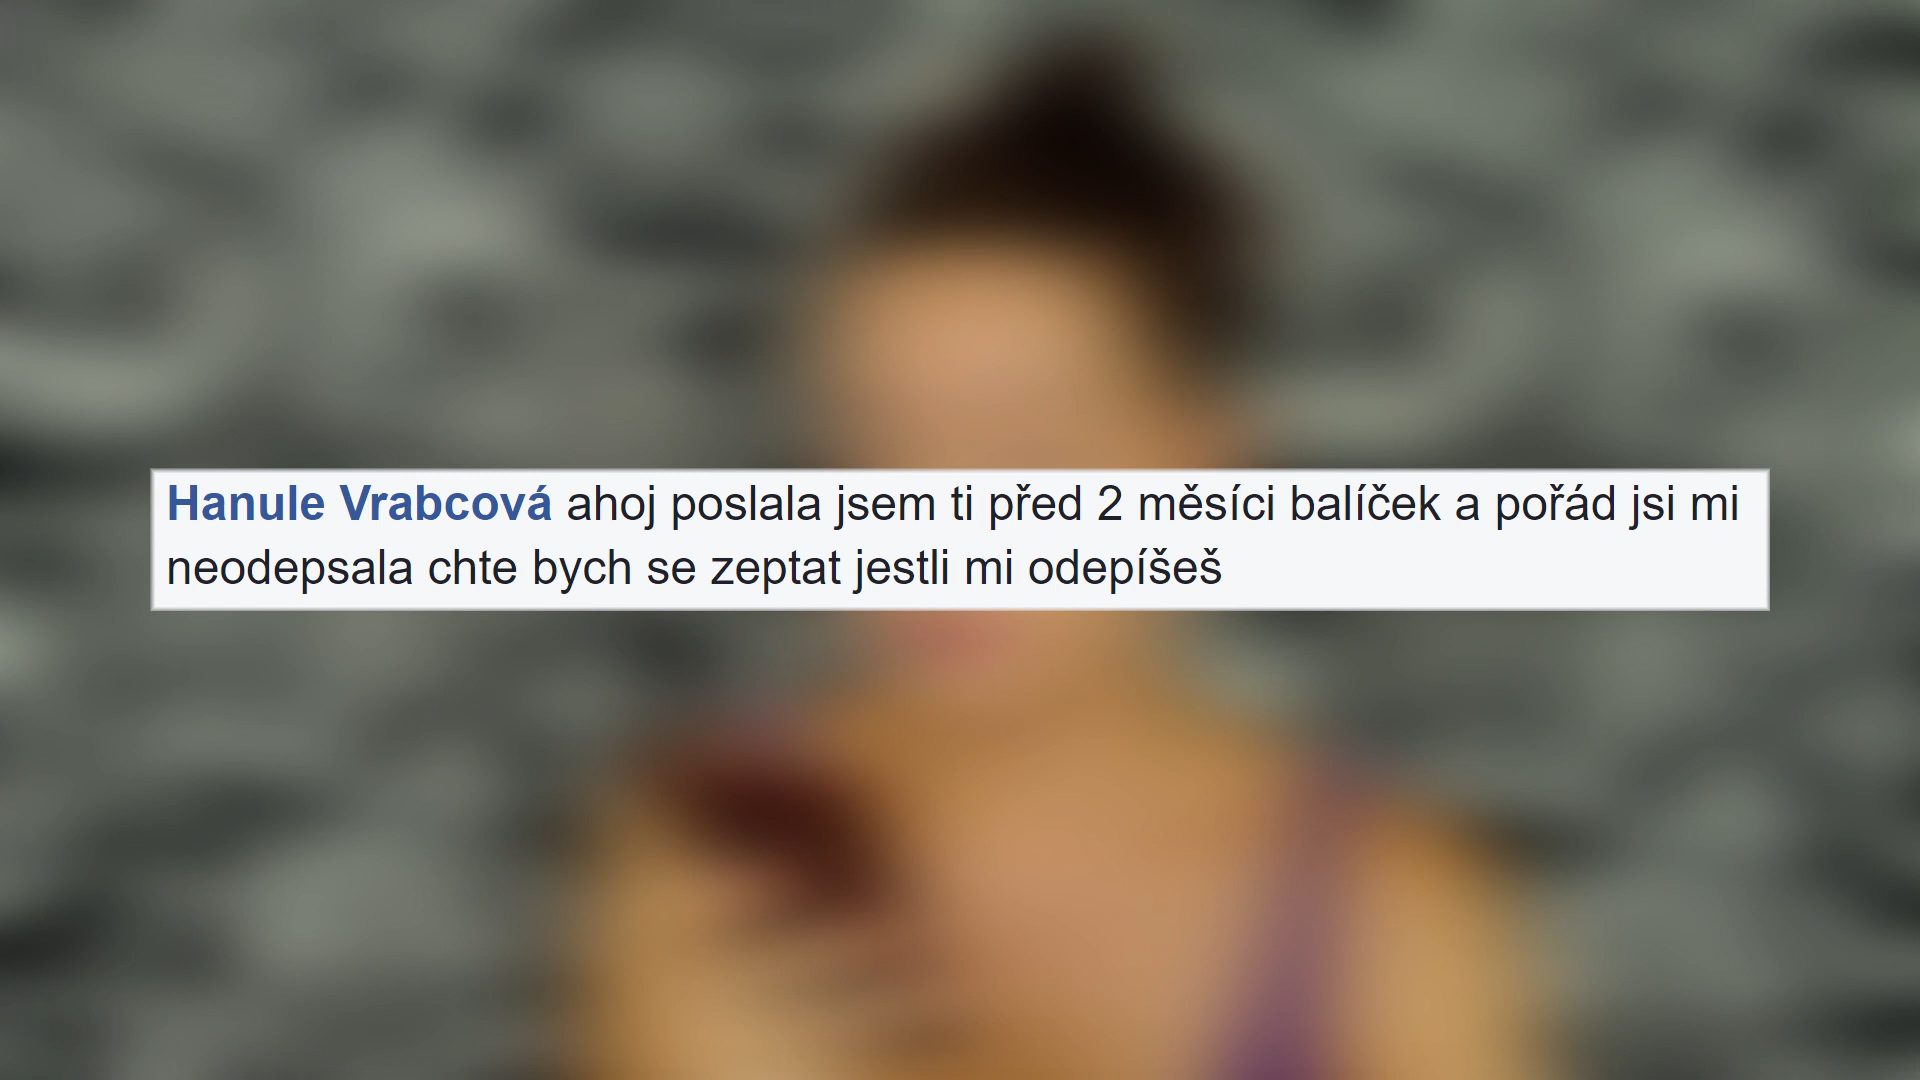 Hanule Vrabcová ahoj poslala jsem ti před 2 měsíci balíček a pořád jsi mi
neodepsala chte bych se zeptat jestli mi odepíšeš